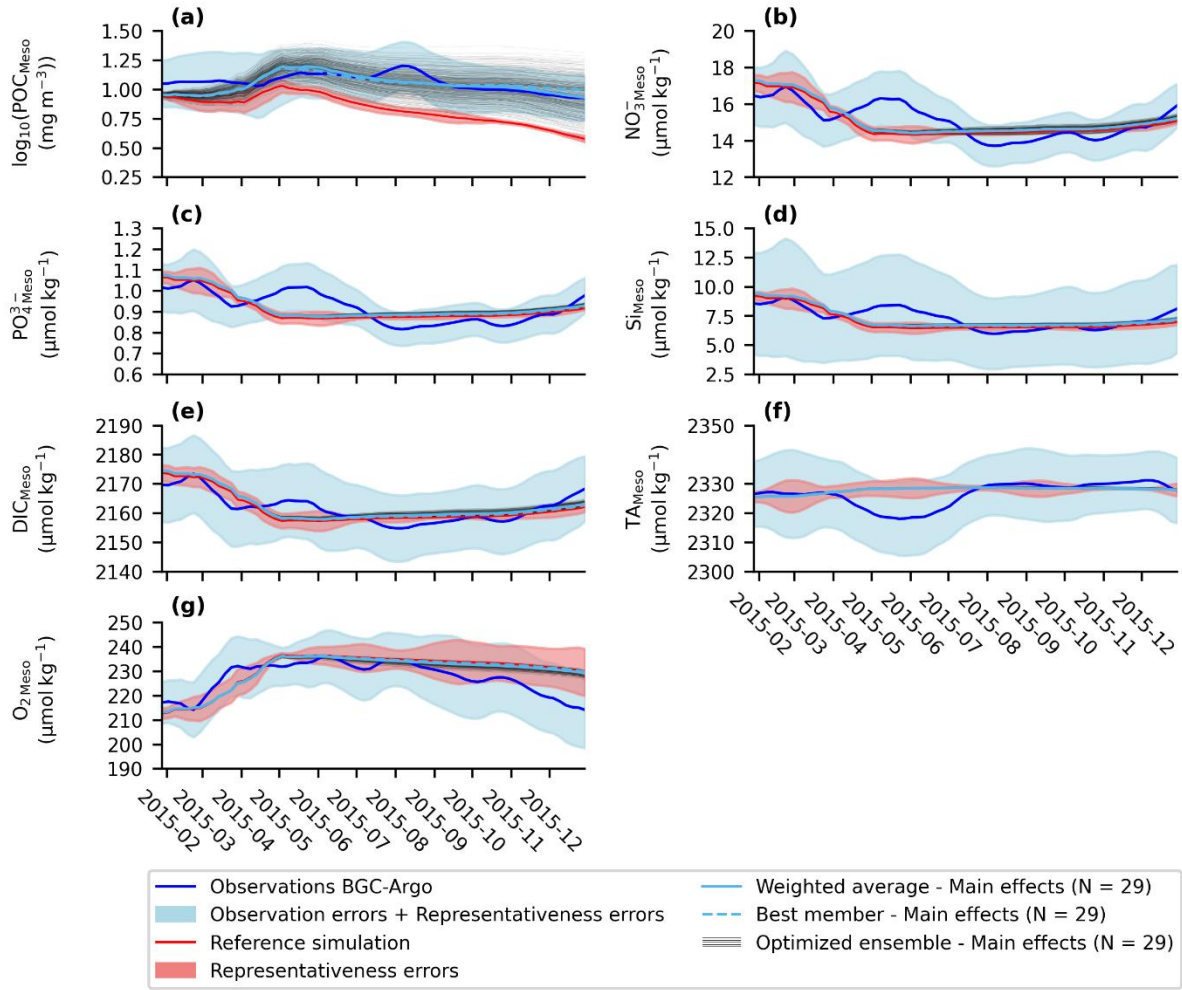 (a)
log10(POCMeso)
(mg m−3))
1.50
1.25
1.00
0.75
0.50
0.25
(b)
NO3−Meso
(µmol kg−1)
20
18
16
14
12
(c)
PO43−Meso
(µmol kg−1)
1.3
1.2
1.1
1.0
0.9
0.8
0.7
0.6
(d)
SiMeso
(µmol kg−1)
15.0
12.5
10.0
7.5
5.0
2.5
(e)
DICMeso
(µmol kg−1)
2190
2180
2170
2160
2150
2140
(f)
TAMeso
(µmol kg−1)
2350
2340
2330
2320
2310
2300
2015-02
2015-03
2015-04
2015-05
2015-06
2015-07
2015-08
2015-09
2015-10
2015-11
2015-12
(g)
O2 Meso
(µmol kg−1)
250
240
230
220
210
200
190
2015-02
2015-03
2015-04
2015-05
2015-06
2015-07
2015-08
2015-09
2015-10
2015-11
2015-12
Observations BGC-Argo
Observation errors + Representativeness errors
Reference simulation
Representativeness errors
Weighted average - Main effects (N = 29)
Best member - Main effects (N = 29)
Optimized ensemble - Main effects (N = 29)